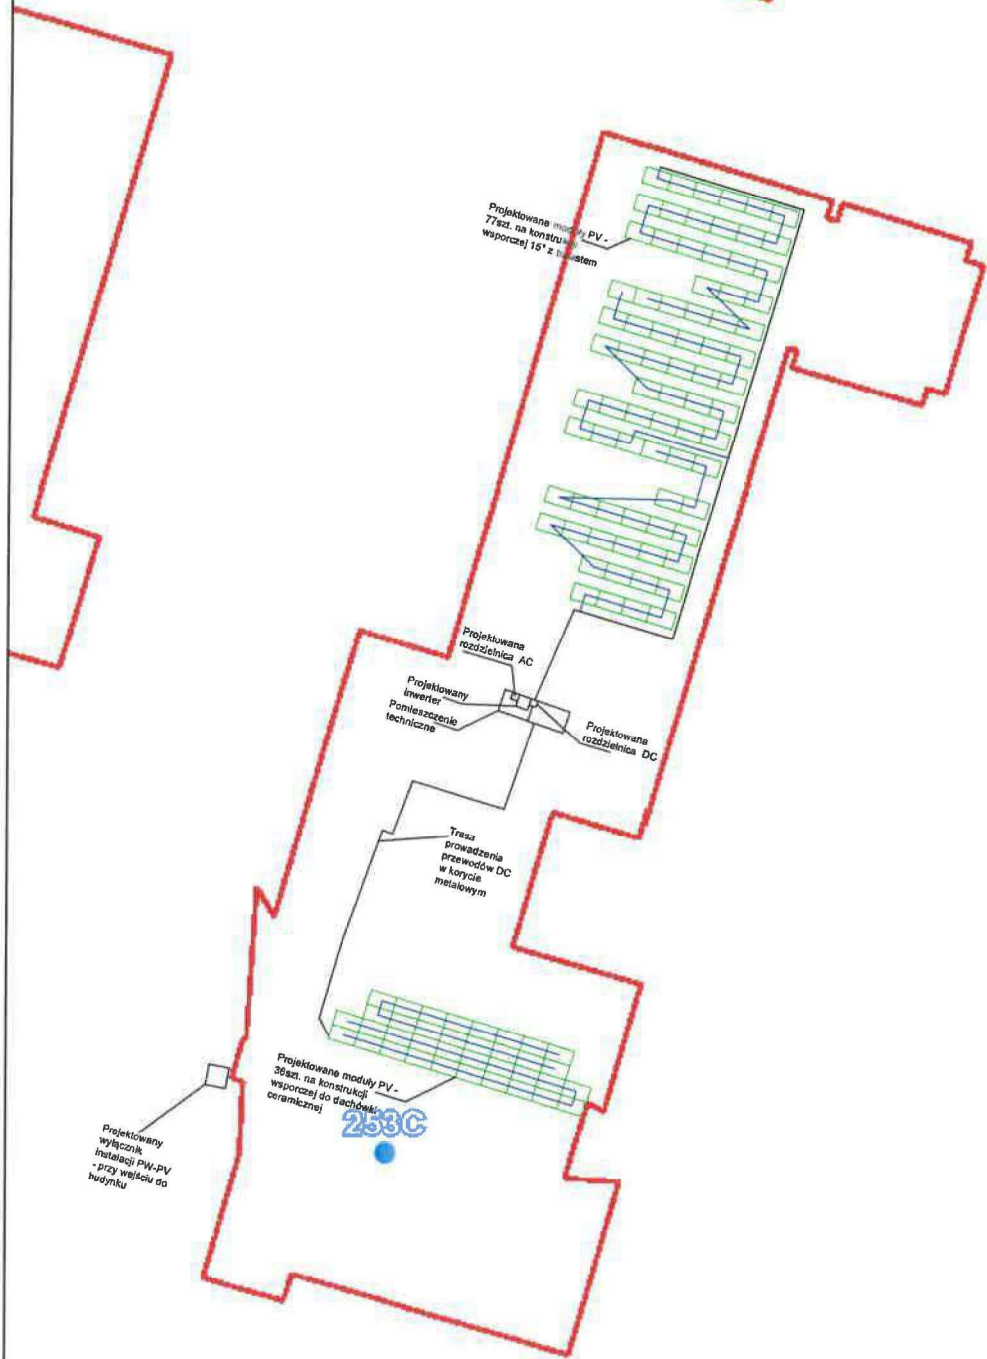 Projektowane moduły PV -
77szt. na konstrukcji
wsporczej 15° z balastem
Projektowana
rozdzielnica AC
Projektowany
inwerter
Pomieszczenie
techniczne
Projektowana
rozdzielnica DC
Trasa
prowadzenia
przewodów DC
w korycie
metalowym
Projektowane moduły PV -
36szt. na konstrukcji
wsporczej do dachówki
ceramicznej
253C
Projektowany
wyłącznik
instalacji PW-PV
- przy wejściu do
budynku